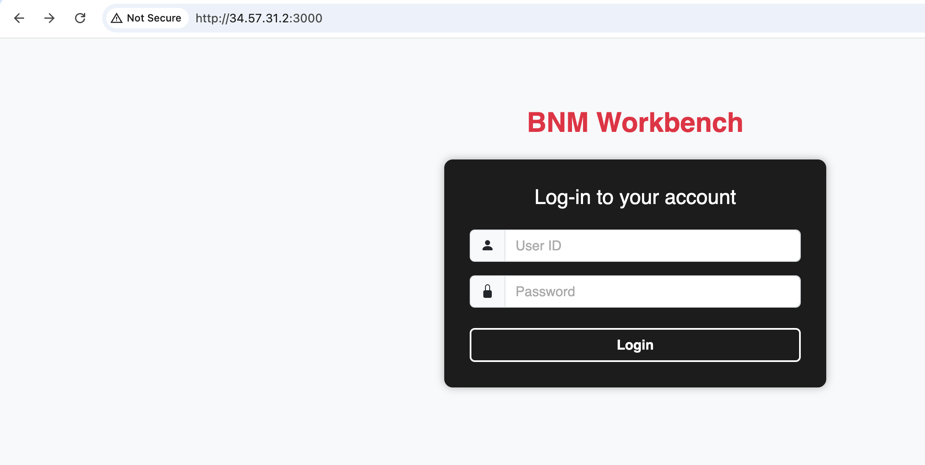 Not Secure http://34.57.31.2:3000
BNM Workbench
Log-in to your account
User ID
Password
Login